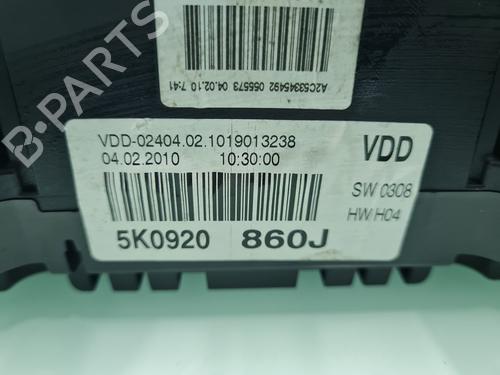 A2C53345492 055573 04.02.10 7:41
VDD-02404.02.1019013238
04.02.2010 10:30:00
VDD
SW 0308
HW H04
5K0920 860J
B-PARTS